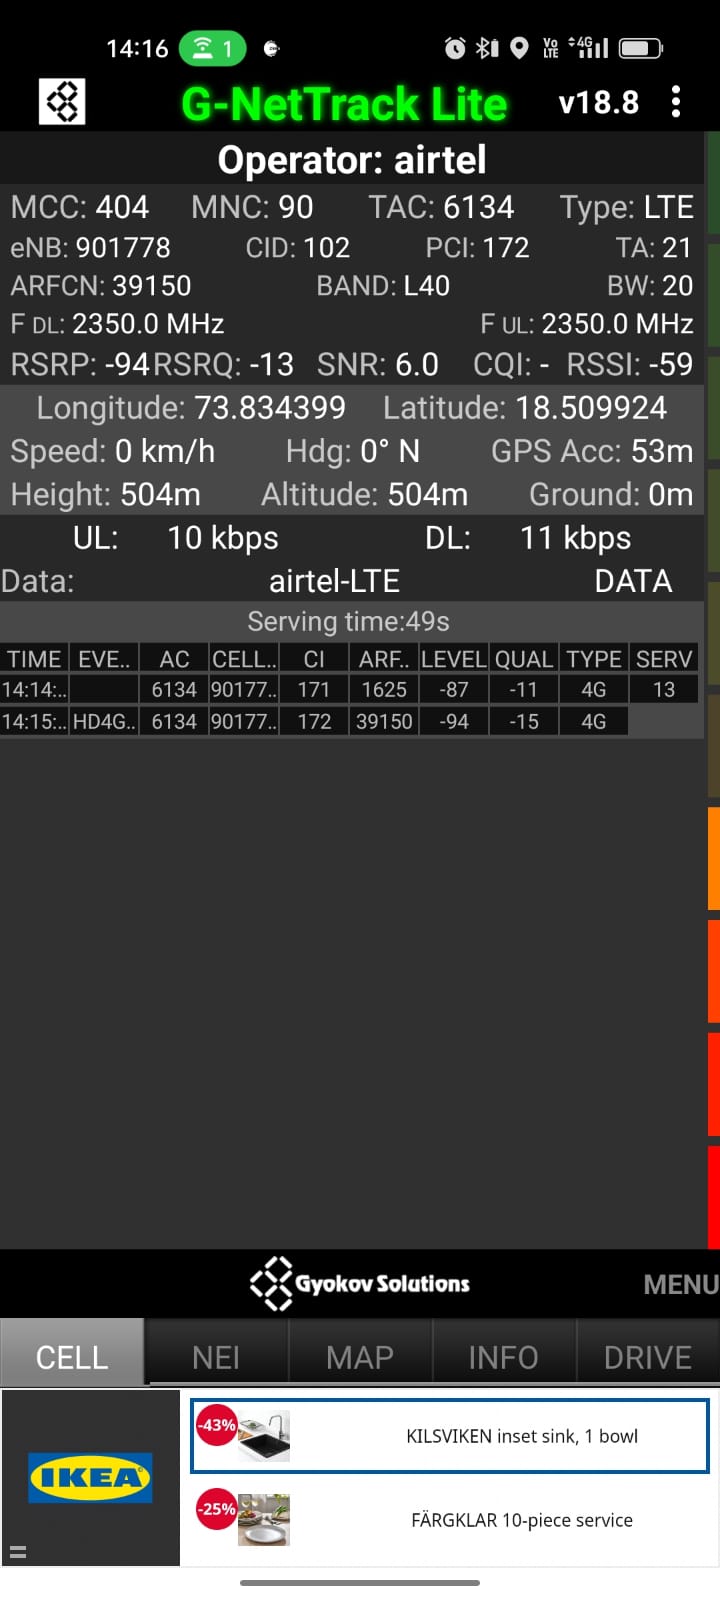 14:16 1 VoLTE 4G
G-NetTrack Lite v18.8
Operator: airtel
MCC: 404 MNC: 90 TAC: 6134 Type: LTE
eNB: 901778 CID: 102 PCI: 172 TA: 21
ARFCN: 39150 BAND: L40 BW: 20
F DL: 2350.0 MHz F UL: 2350.0 MHz
RSRP: -94 RSRQ: -13 SNR: 6.0 CQI: - RSSI: -59
Longitude: 73.834399 Latitude: 18.509924
Speed: 0 km/h Hdg: 0° N GPS Acc: 53m
Height: 504m Altitude: 504m Ground: 0m
UL: 10 kbps DL: 11 kbps
Data: airtel-LTE DATA
Serving time:49s
TIME EVE.. AC CELL.. CI ARF.. LEVEL QUAL TYPE SERV
14:14:.. 6134 90177.. 171 1625 -87 -11 4G 13
14:15:.. HD4G.. 6134 90177.. 172 39150 -94 -15 4G
Gyokov Solutions MENU
CELL NEI MAP INFO DRIVE
IKEA
-43% KILSVIKEN inset sink, 1 bowl
-25% FÄRGKLAR 10-piece service